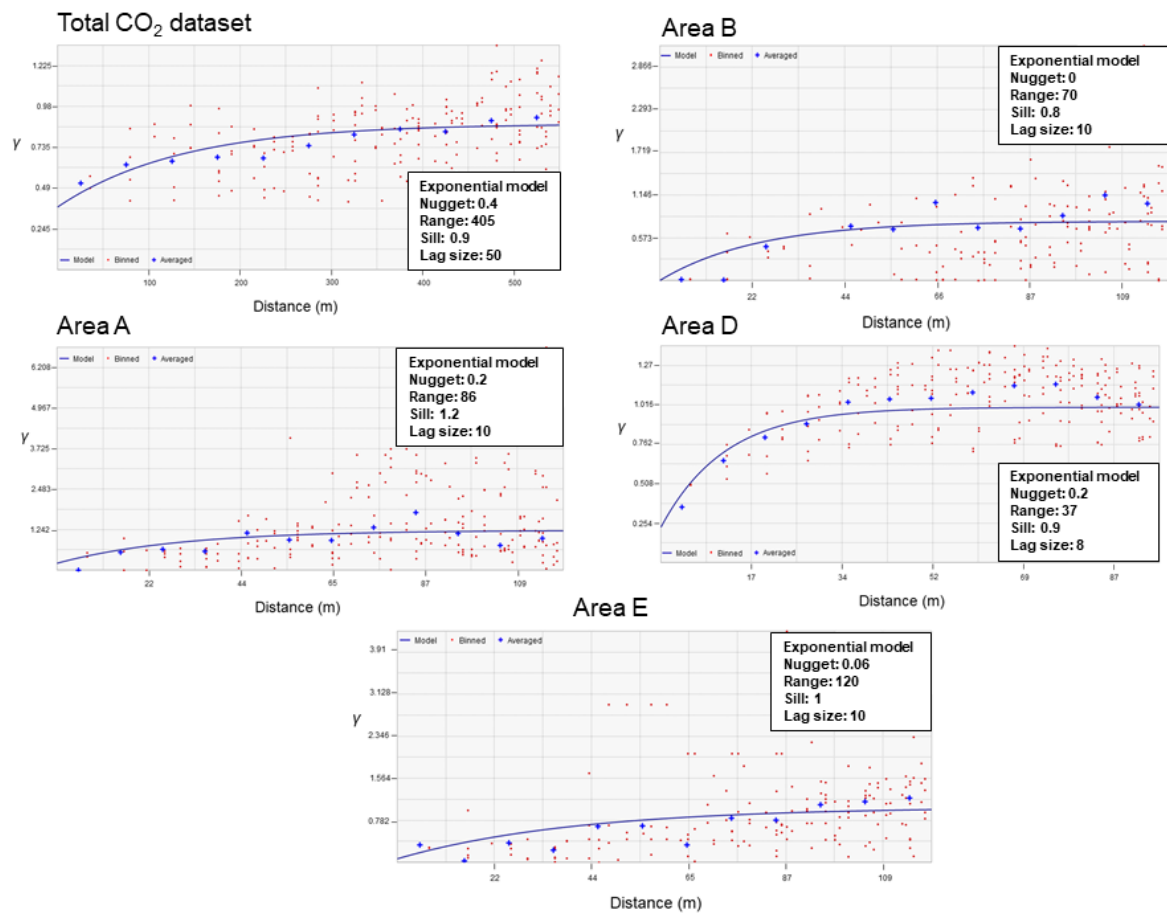 Total CO₂ dataset
1.225
0.98
0.735
0.49
0.245
γ
Exponential model
Nugget: 0.4
Range: 405
Sill: 0.9
Lag size: 50
Model Binned Averaged
100 200 300 400 500
Distance (m)
Area B
Model Binned Averaged
2.866
2.293
1.719
1.146
0.573
γ
Exponential model
Nugget: 0
Range: 70
Sill: 0.8
Lag size: 10
22 44 66 87 109
Distance (m)
Area A
Model Binned Averaged
6.208
4.967
3.725
2.483
1.242
γ
Exponential model
Nugget: 0.2
Range: 86
Sill: 1.2
Lag size: 10
22 44 65 87 109
Distance (m)
Area D
1.27
1.016
0.762
0.508
0.254
γ
Exponential model
Nugget: 0.2
Range: 37
Sill: 0.9
Lag size: 8
Model Binned Averaged
17 34 52 69 87
Distance (m)
Area E
Model Binned Averaged
3.91
3.128
2.346
1.564
0.782
γ
Exponential model
Nugget: 0.06
Range: 120
Sill: 1
Lag size: 10
22 44 65 87 109
Distance (m)